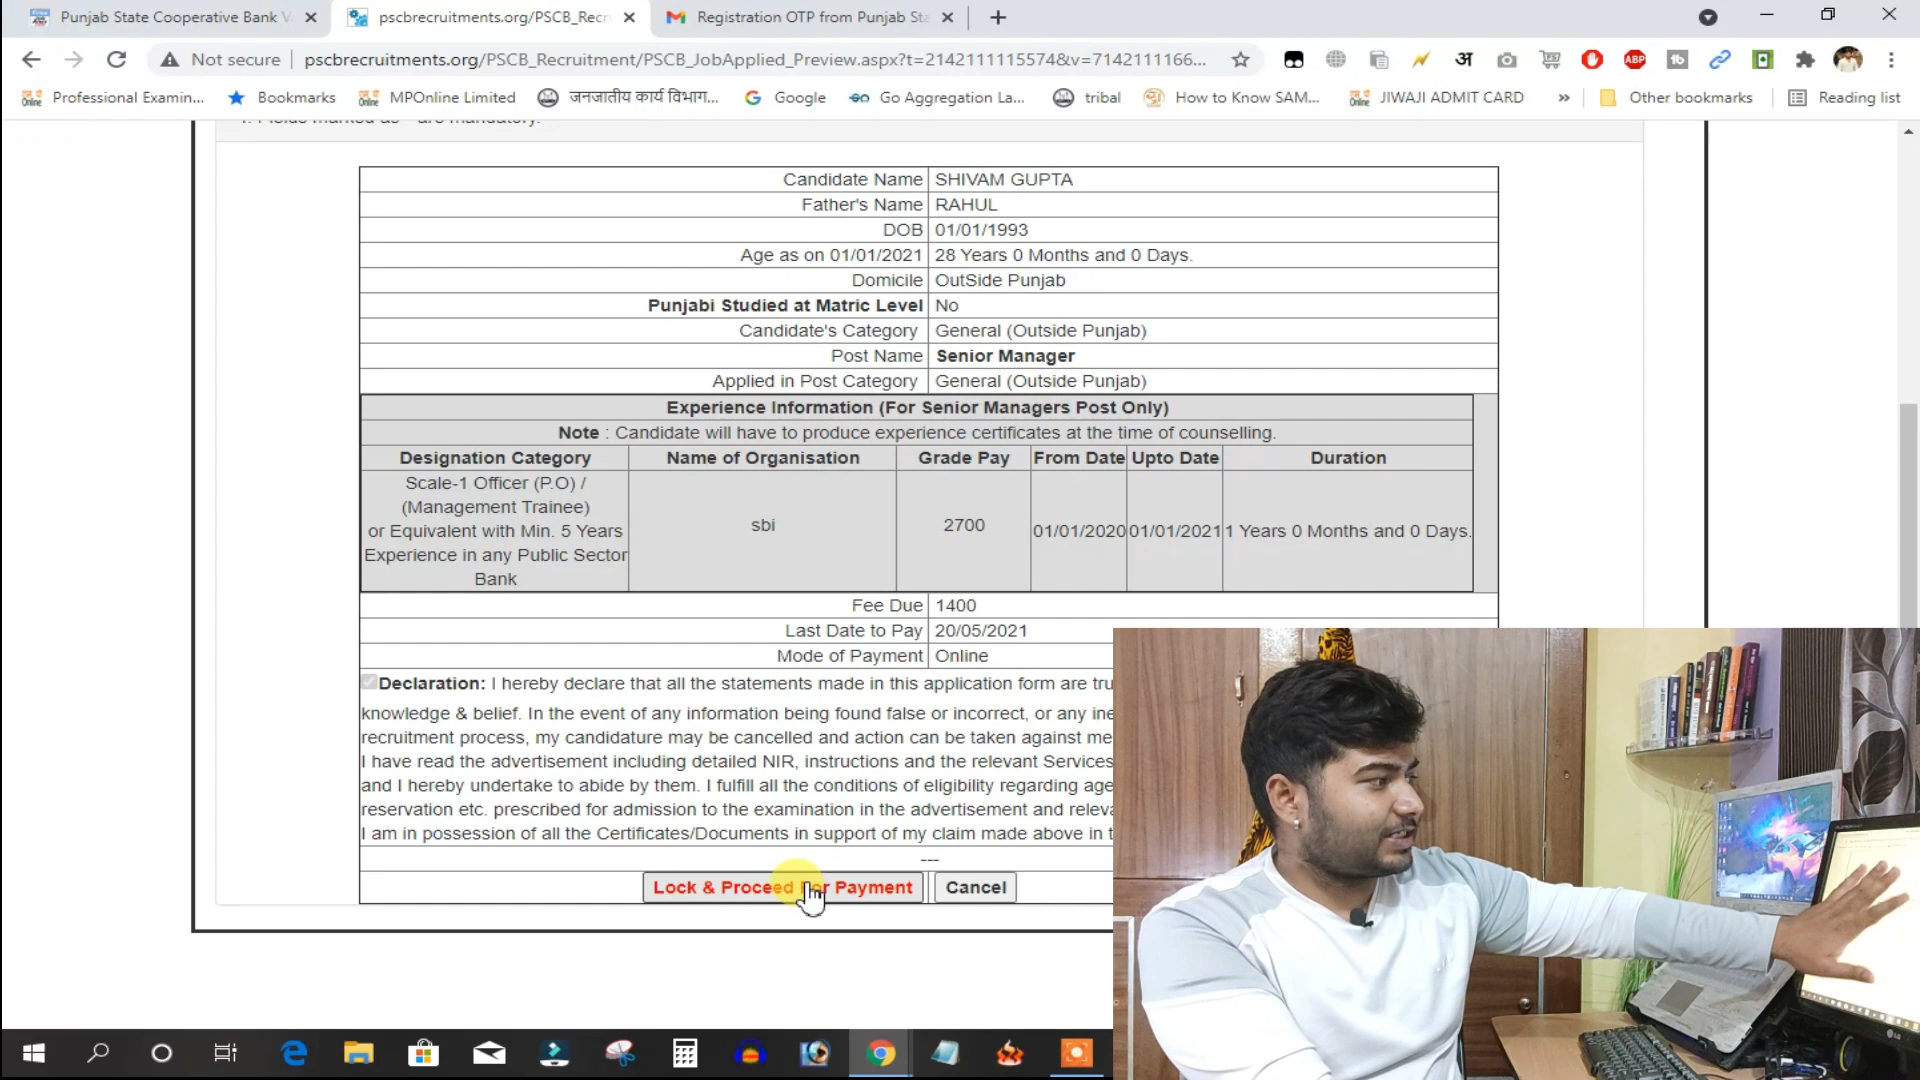 Punjab State Cooperative Bank V
pscbrecruitments.org/PSCB_Recr
Registration OTP from Punjab Sta
Not secure
pscbrecruitments.org/PSCB_Recruitment/PSCB_JobApplied_Preview.aspx?t=2142111115574&v=7142111166...
Professional Examin...
Bookmarks
MPOnline Limited
जनजातीय कार्य विभाग...
Google
Go Aggregation La...
tribal
How to Know SAM...
JIWAJI ADMIT CARD
»
Other bookmarks
Reading list
are mandatory.
Candidate Name SHIVAM GUPTA
Father's Name RAHUL
DOB 01/01/1993
Age as on 01/01/2021 28 Years 0 Months and 0 Days.
Domicile OutSide Punjab
Punjabi Studied at Matric Level No
Candidate's Category General (Outside Punjab)
Post Name Senior Manager
Applied in Post Category General (Outside Punjab)
Experience Information (For Senior Managers Post Only)
Note : Candidate will have to produce experience certificates at the time of counselling.
Designation Category Name of Organisation Grade Pay From Date Upto Date Duration
Scale-1 Officer (P.O) /
(Management Trainee)
or Equivalent with Min. 5 Years
Experience in any Public Sector
Bank
sbi
2700
01/01/2020
01/01/2021
1 Years 0 Months and 0 Days.
Fee Due 1400
Last Date to Pay 20/05/2021
Mode of Payment Online
Declaration: I hereby declare that all the statements made in this application form are tru
knowledge & belief. In the event of any information being found false or incorrect, or any ine
recruitment process, my candidature may be cancelled and action can be taken against me
I have read the advertisement including detailed NIR, instructions and the relevant Services
and I hereby undertake to abide by them. I fulfill all the conditions of eligibility regarding age
reservation etc. prescribed for admission to the examination in the advertisement and releva
I am in possession of all the Certificates/Documents in support of my claim made above in t
---
Lock & Proceed For Payment
Cancel